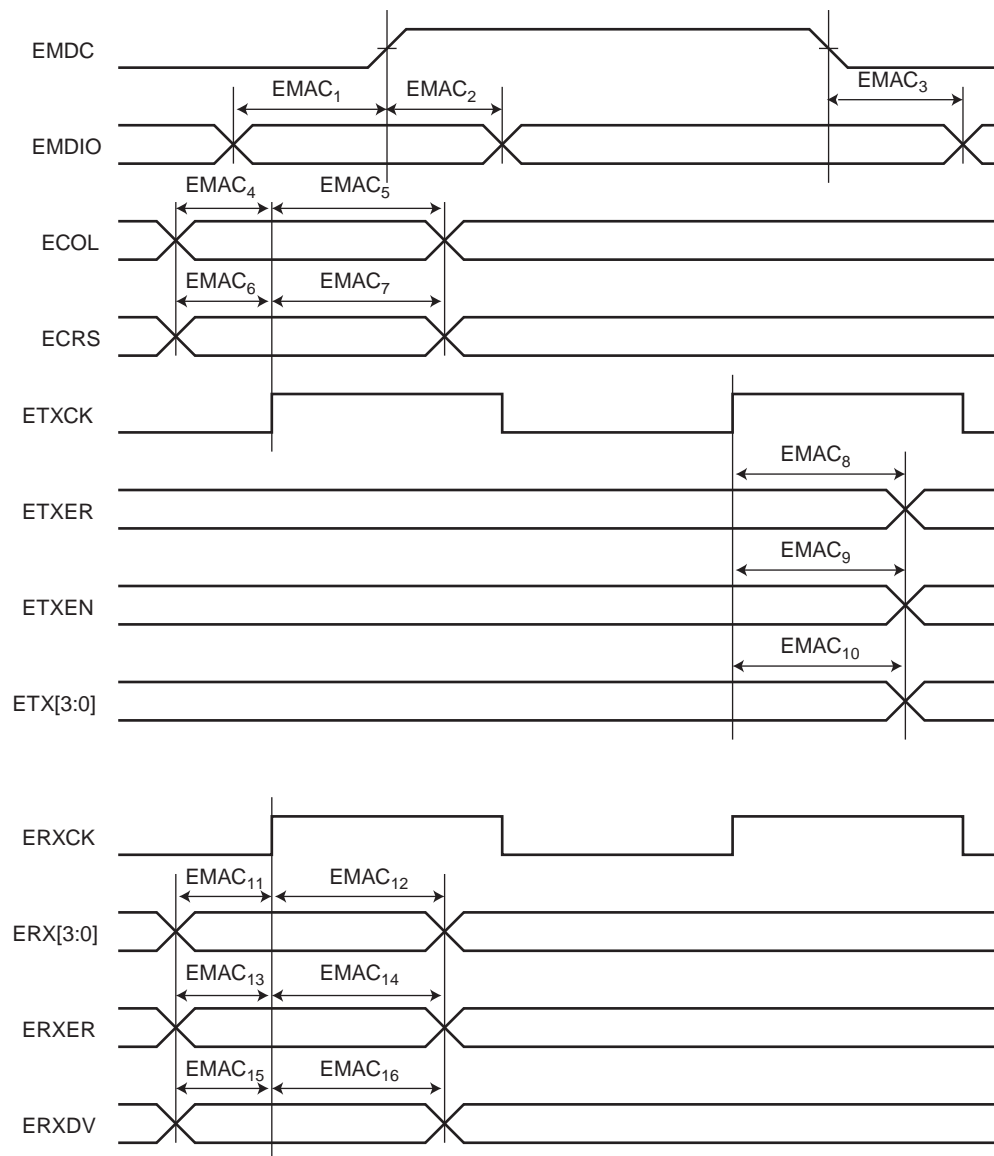 EMDC
EMAC₁ EMAC₂ EMAC₃
EMDIO
EMAC₄ EMAC₅
ECOL
EMAC₆ EMAC₇
ECRS
ETXCK
EMAC₈
ETXER
EMAC₉
ETXEN
EMAC₁₀
ETX[3:0]
ERXCK
EMAC₁₁ EMAC₁₂
ERX[3:0]
EMAC₁₃ EMAC₁₄
ERXER
EMAC₁₅ EMAC₁₆
ERXDV